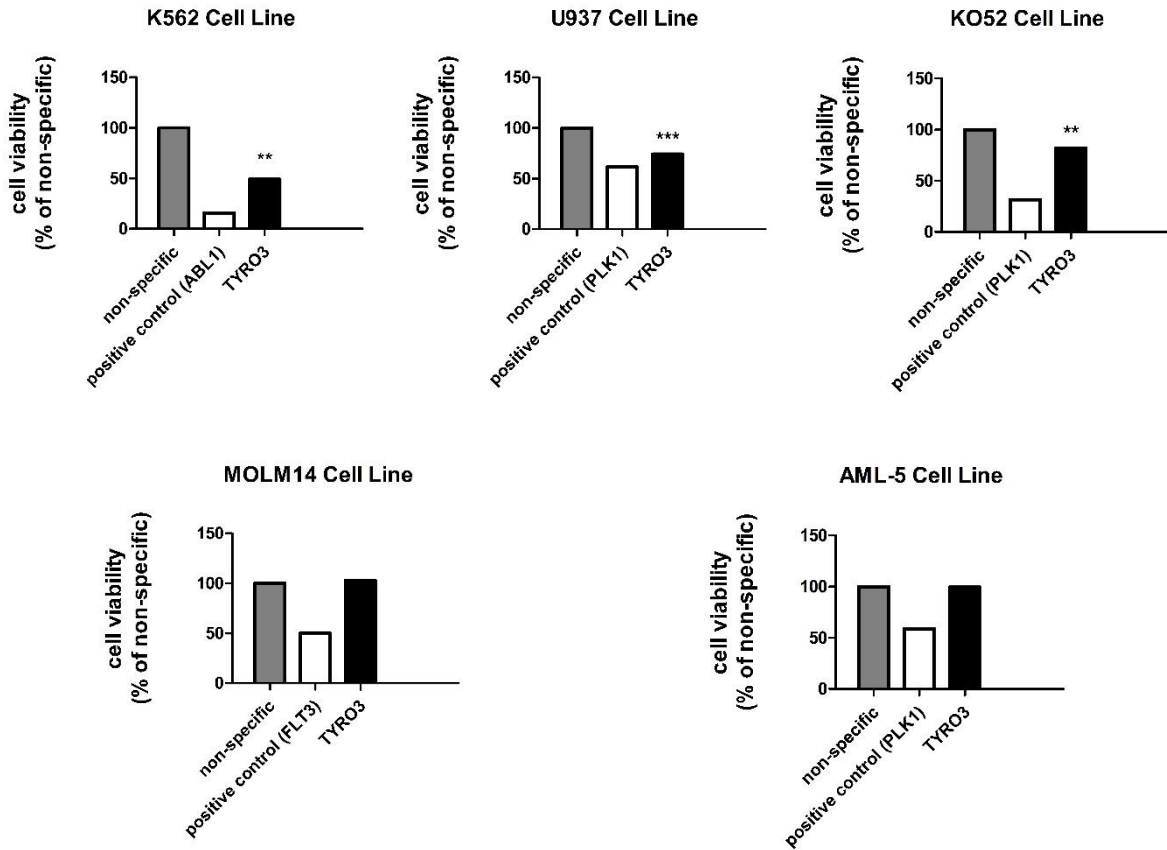 K562 Cell Line
cell viability
(% of non-specific)
150
100
50
0
**
non-specific
positive control (ABL1)
TYRO3
U937 Cell Line
cell viability
(% of non-specific)
150
100
50
0
***
non-specific
positive control (PLK1)
TYRO3
KO52 Cell Line
cell viability
(% of non-specific)
150
100
50
0
**
non-specific
positive control (PLK1)
TYRO3
MOLM14 Cell Line
cell viability
(% of non-specific)
150
100
50
0
non-specific
positive control (FLT3)
TYRO3
AML-5 Cell Line
cell viability
(% of non-specific)
150
100
50
0
non-specific
positive control (PLK1)
TYRO3